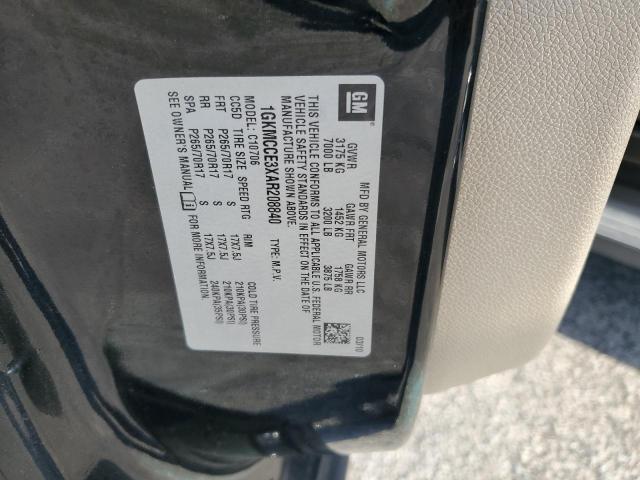 GM
MFD BY GENERAL MOTORS LLC 03/10
GVWR GAWR FRT GAWR RR
3175 KG 1452 KG 1758 KG
7000 LB 3200 LB 3875 LB
THIS VEHICLE CONFORMS TO ALL APPLICABLE U.S. FEDERAL MOTOR
VEHICLE SAFETY STANDARDS IN EFFECT ON THE DATE OF
MANUFACTURE SHOWN ABOVE.
1GKMCCE3XAR208840 TYPE: M.P.V.
MODEL: C10706
CC5D TIRE SIZE SPEED RTG RIM COLD TIRE PRESSURE
FRT P265/70R17 S 17X7.5J 210KPA(30PSI)
RR P265/70R17 S 17X7.5J 210KPA(30PSI)
SPA P265/70R17 S 17X7.5J 240KPA(35PSI)
SEE OWNER'S MANUAL FOR MORE INFORMATION.